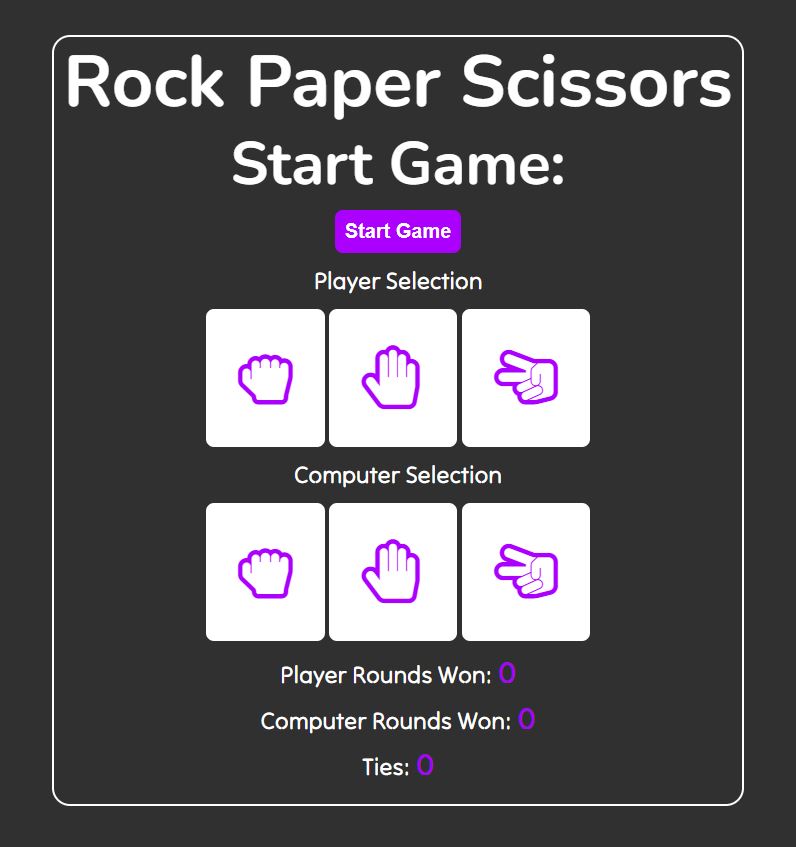 Rock Paper Scissors
Start Game:
Start Game
Player Selection
Computer Selection
Player Rounds Won: 0
Computer Rounds Won: 0
Ties: 0